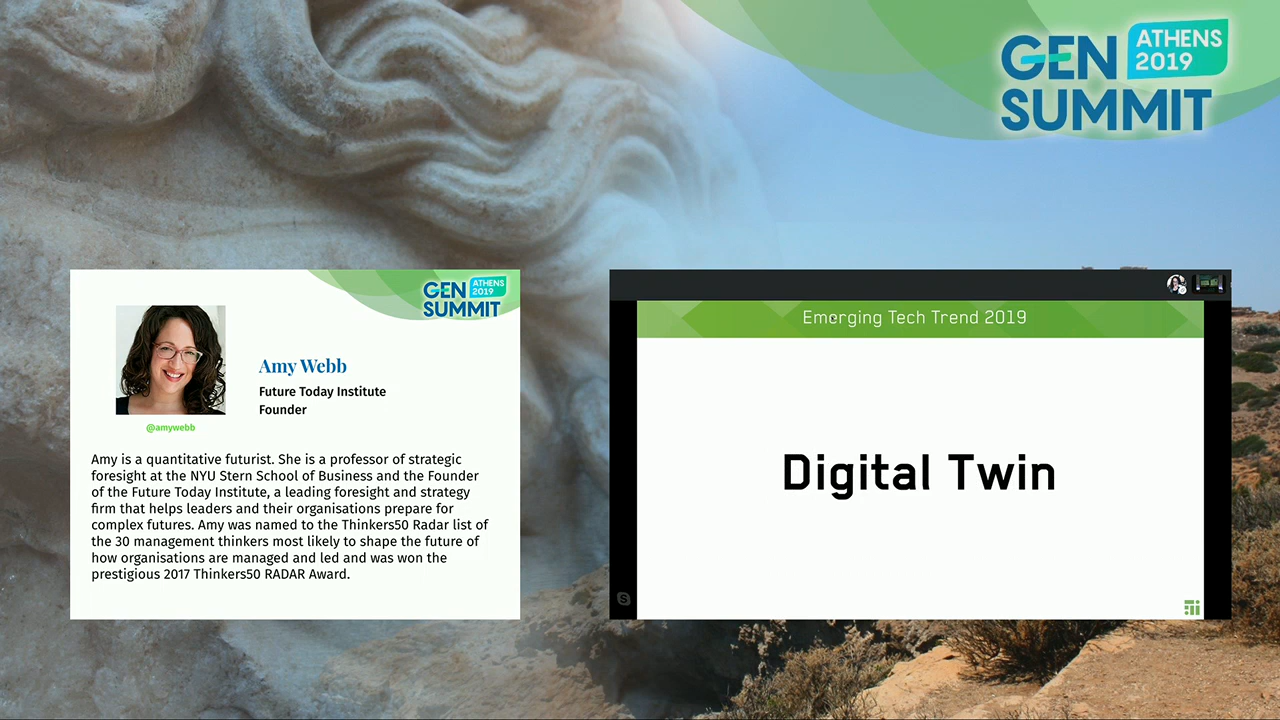 GEN ATHENS
2019
SUMMIT
GEN ATHENS
2019
SUMMIT
Amy Webb
Future Today Institute
Founder
@amywebb
Amy is a quantitative futurist. She is a professor of strategic
foresight at the NYU Stern School of Business and the Founder
of the Future Today Institute, a leading foresight and strategy
firm that helps leaders and their organisations prepare for
complex futures. Amy was named to the Thinkers50 Radar list of
the 30 management thinkers most likely to shape the future of
how organisations are managed and led and was won the
prestigious 2017 Thinkers50 RADAR Award.
Emerging Tech Trend 2019
Digital Twin